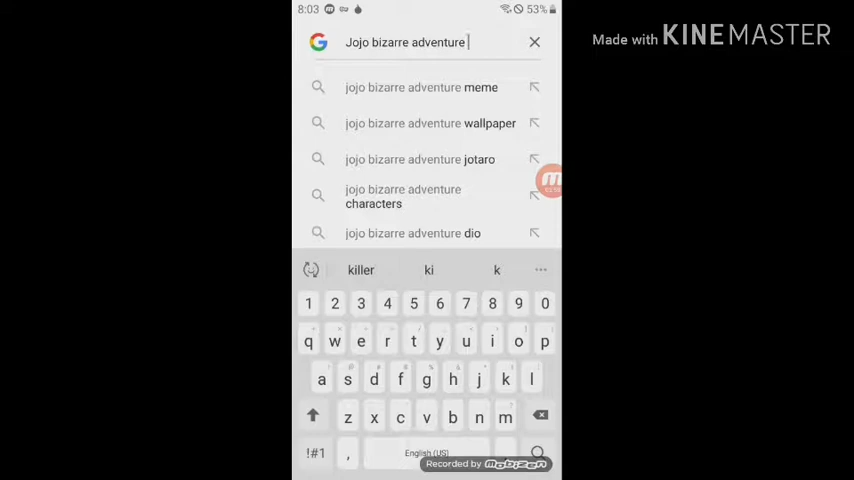 8:03 53%
Made with KINEMASTER
Jojo bizarre adventure
jojo bizarre adventure meme
jojo bizarre adventure wallpaper
jojo bizarre adventure jotaro
jojo bizarre adventure
characters
jojo bizarre adventure dio
killer ki k
1 2 3 4 5 6 7 8 9 0
q w e r t y u i o p
a s d f g h j k l
z x c v b n m
!#1 , English (US)
Recorded by mobizen